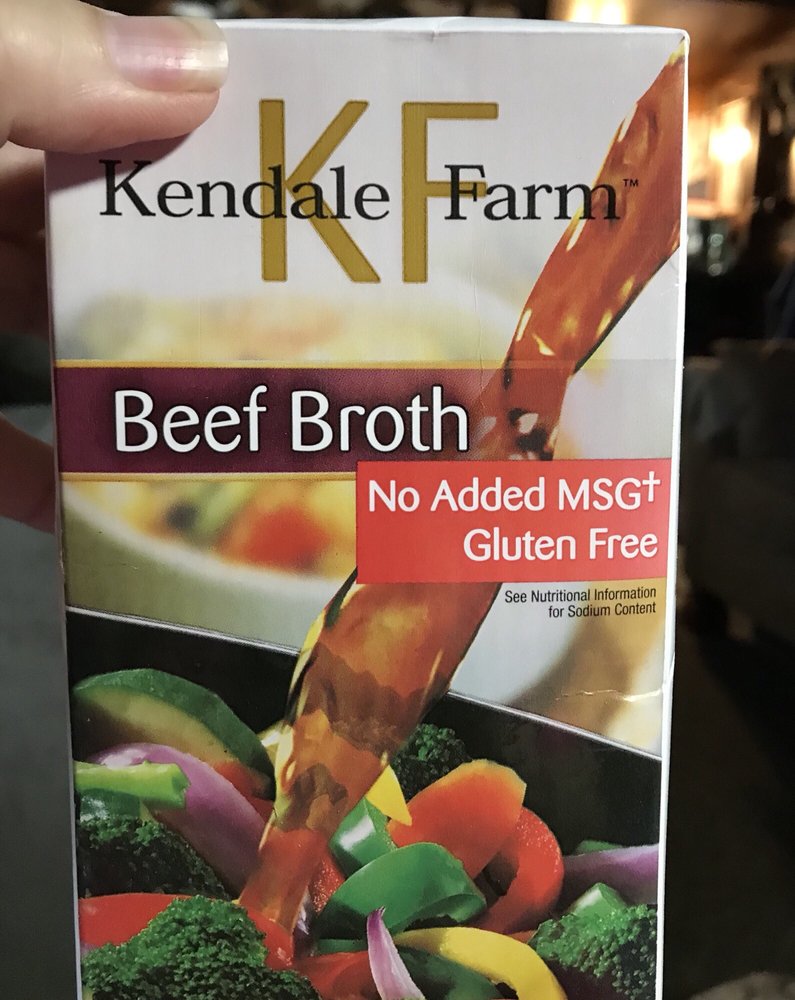 KF
Kendale Farm™
Beef Broth
No Added MSG†
Gluten Free
See Nutritional Information
for Sodium Content